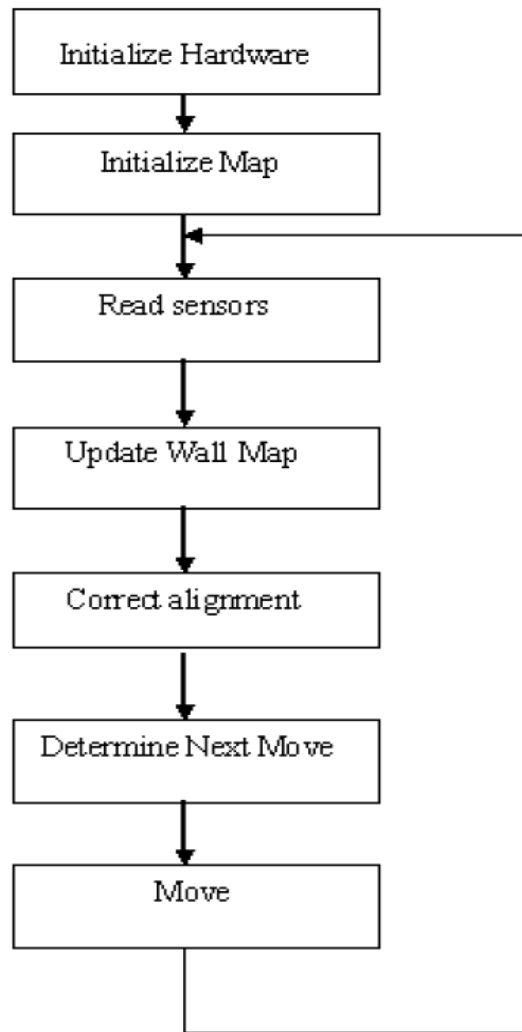 Initialize Hardware
Initialize Map
Read sensors
Update Wall Map
Correct alignment
Determine Next Move
Move